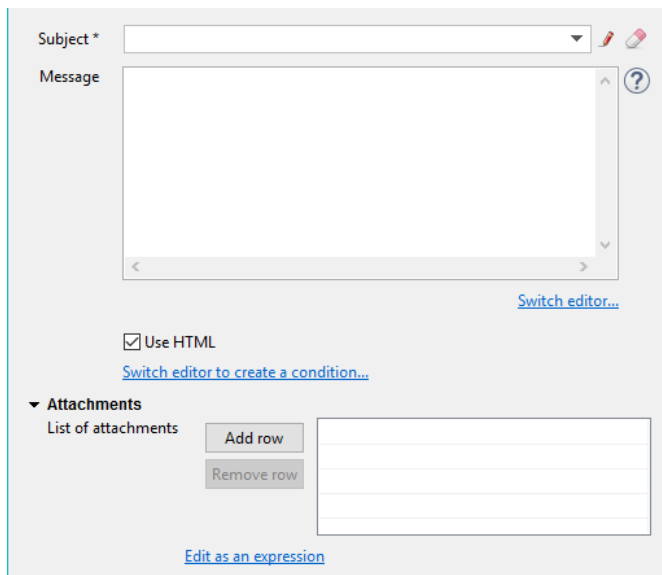 Subject *
Message
?
Switch editor...
Use HTML
Switch editor to create a condition...
Attachments
List of attachments
Add row
Remove row
Edit as an expression